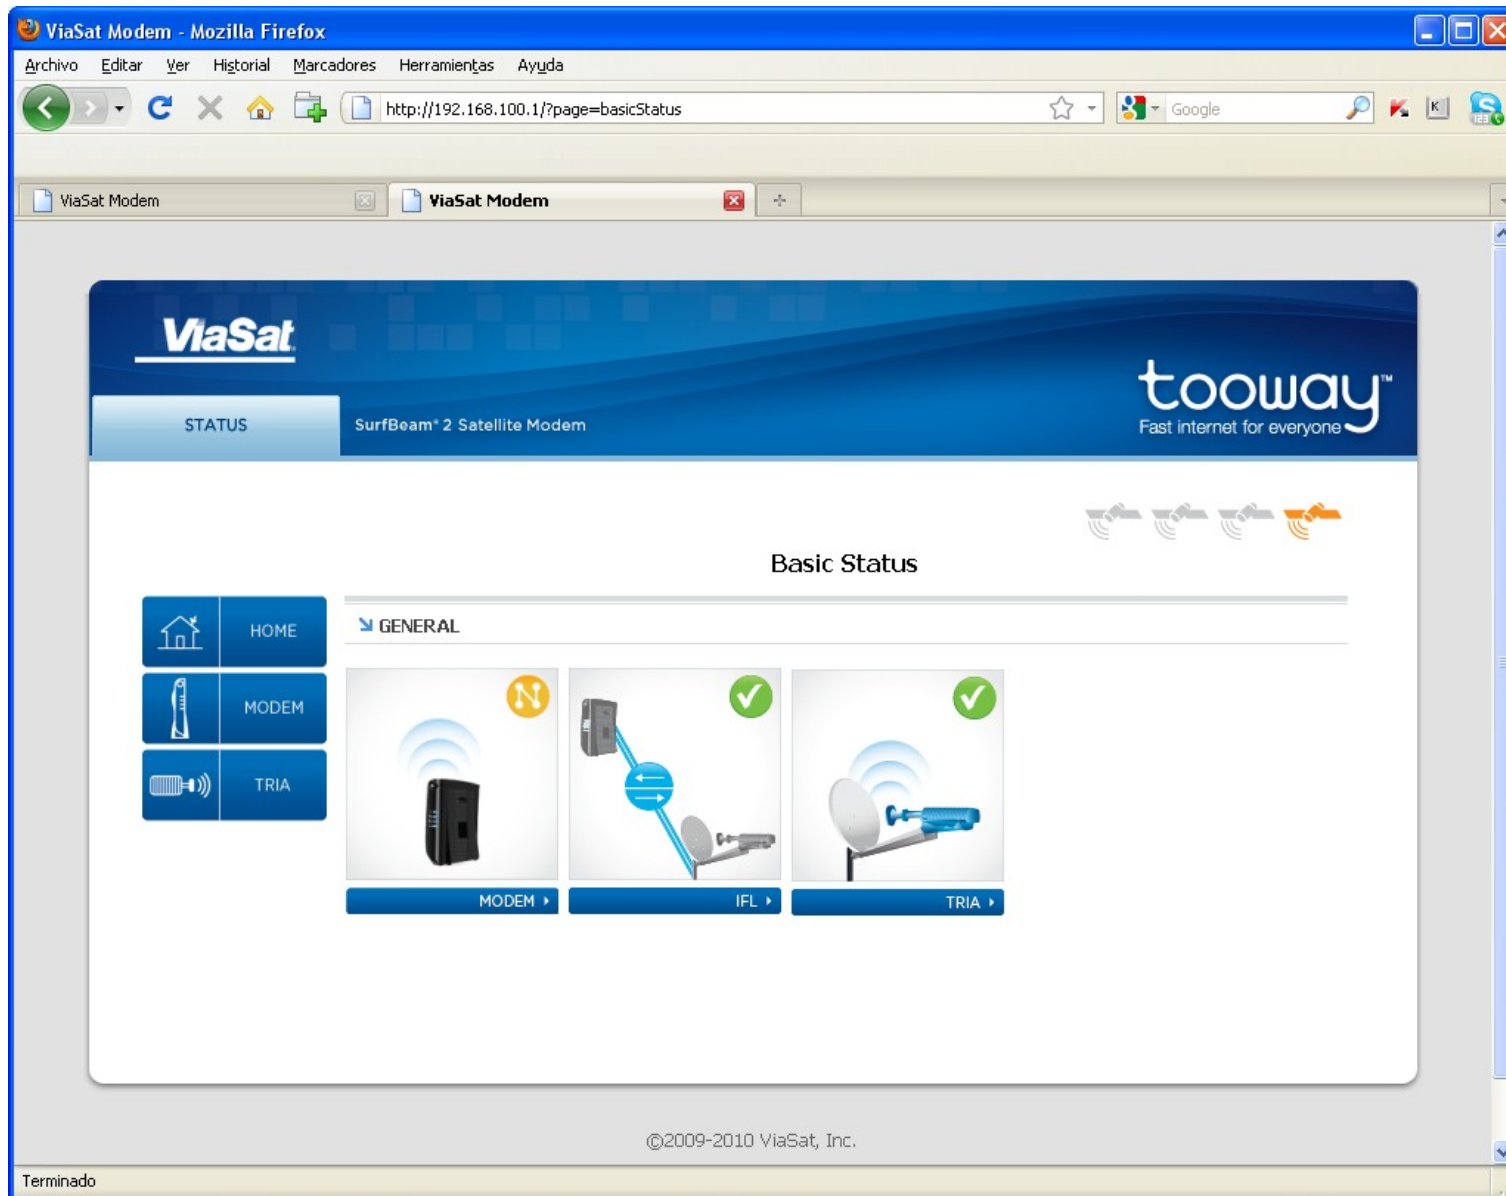 ViaSat Modem - Mozilla Firefox
Archivo Editar Ver Historial Marcadores Herramientas Ayuda
http://192.168.100.1/?page=basicStatus
Google
K
S
123
ViaSat Modem
ViaSat Modem
ViaSat
tooway™
Fast internet for everyone
STATUS
SurfBeam® 2 Satellite Modem
Basic Status
HOME
MODEM
TRIA
GENERAL
N
MODEM
IFL
TRIA
©2009-2010 ViaSat, Inc.
Terminado